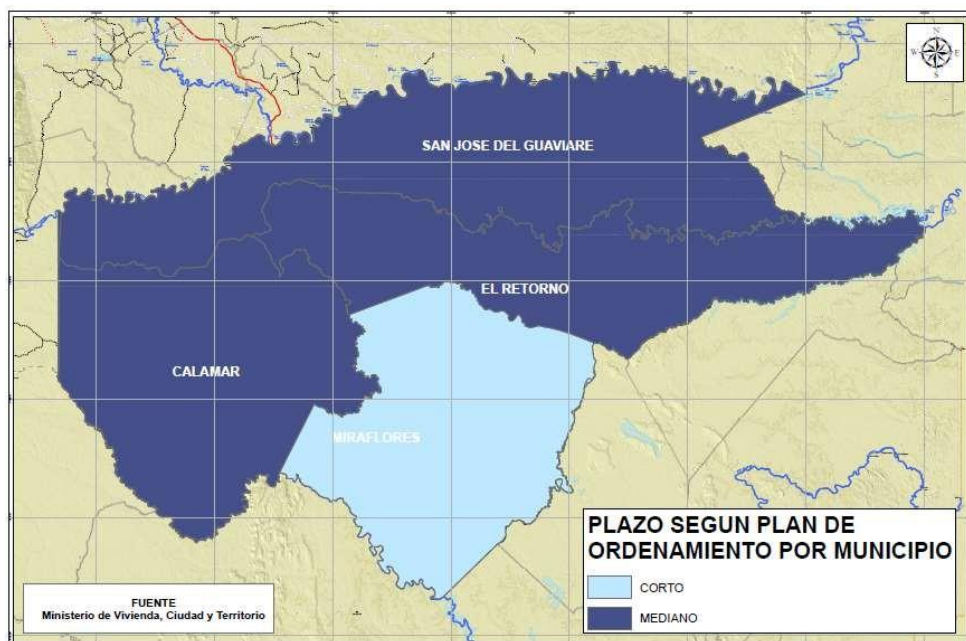 N
W E
S
SAN JOSE DEL GUAVIARE
EL RETORNO
CALAMAR
MIRAFLORES
PLAZO SEGUN PLAN DE
ORDENAMIENTO POR MUNICIPIO
CORTO
MEDIANO
FUENTE
Ministerio de Vivienda, Ciudad y Territorio